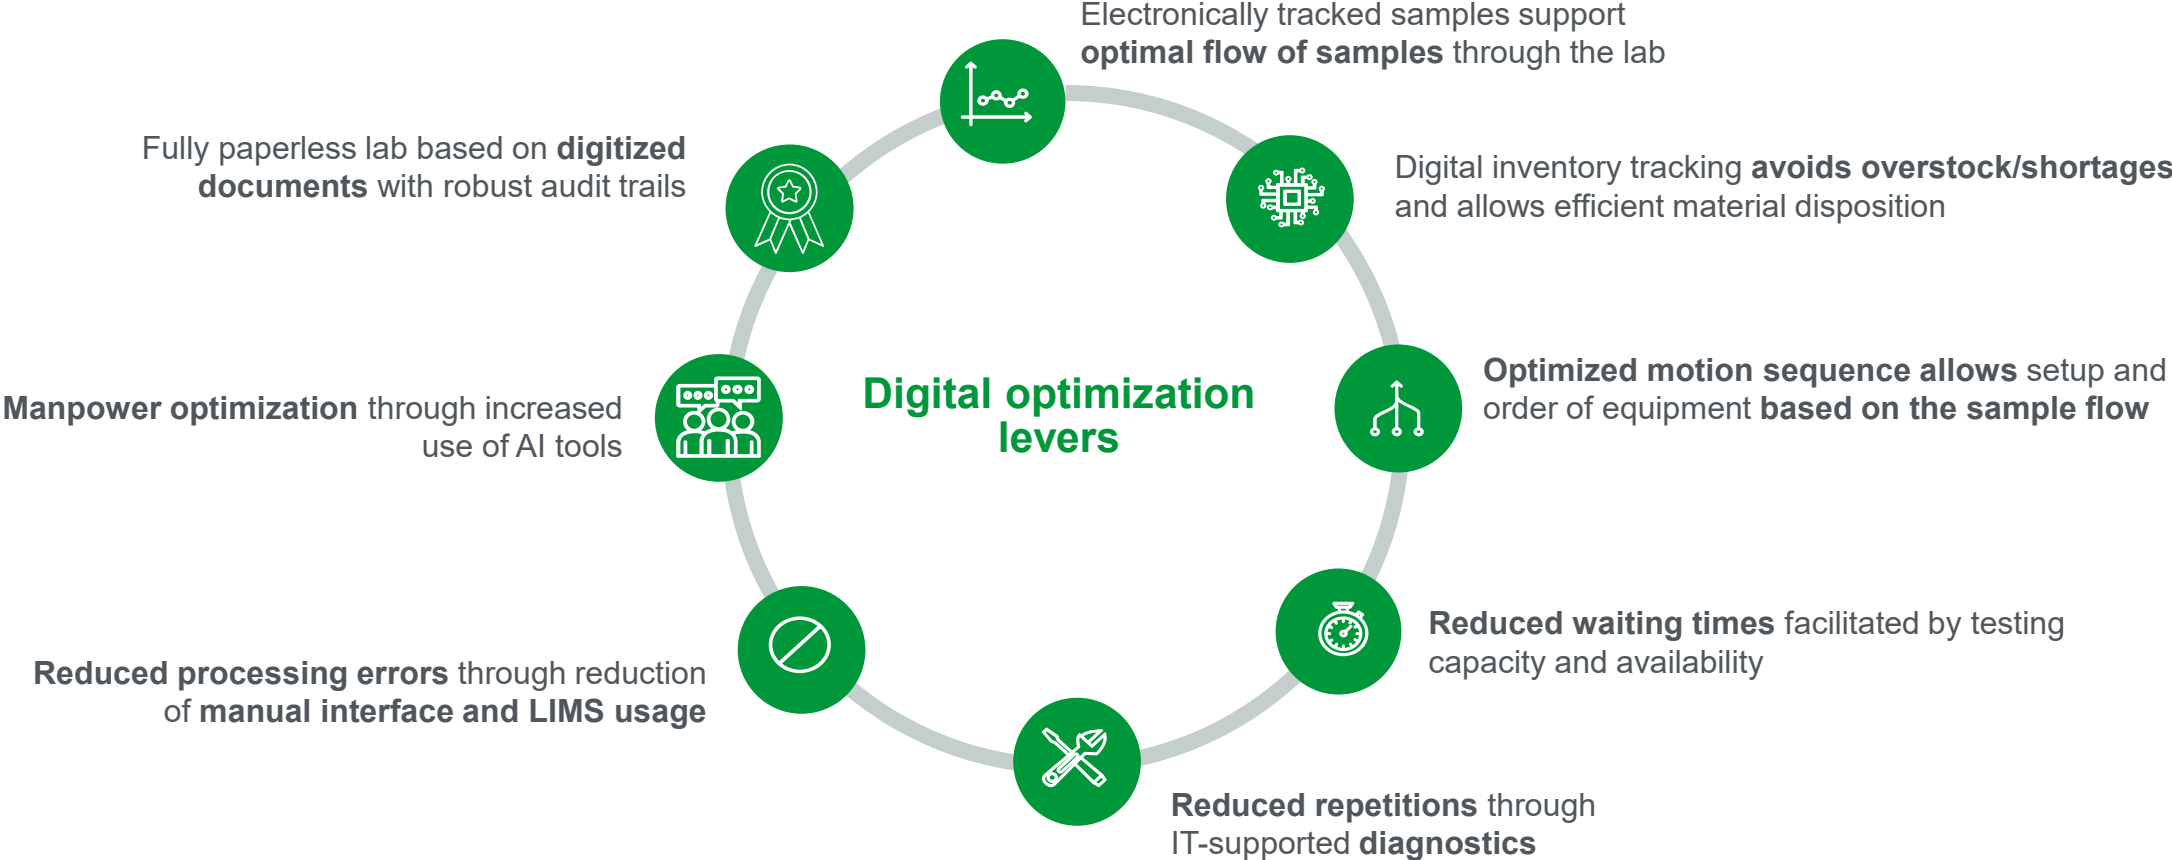 Electronically tracked samples support
optimal flow of samples through the lab
Digital inventory tracking avoids overstock/shortages
and allows efficient material disposition
Optimized motion sequence allows setup and
order of equipment based on the sample flow
Reduced waiting times facilitated by testing
capacity and availability
Reduced repetitions through
IT-supported diagnostics
Reduced processing errors through reduction
of manual interface and LIMS usage
Manpower optimization through increased
use of AI tools
Fully paperless lab based on digitized
documents with robust audit trails
Digital optimization
levers